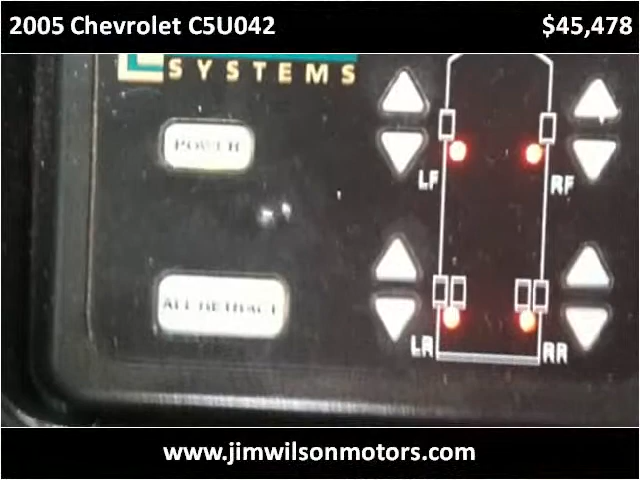 2005 Chevrolet C5U042 $45,478
SYSTEMS
POWER
LF RF
ALL RETRACT
LR RR
www.jimwilsonmotors.com